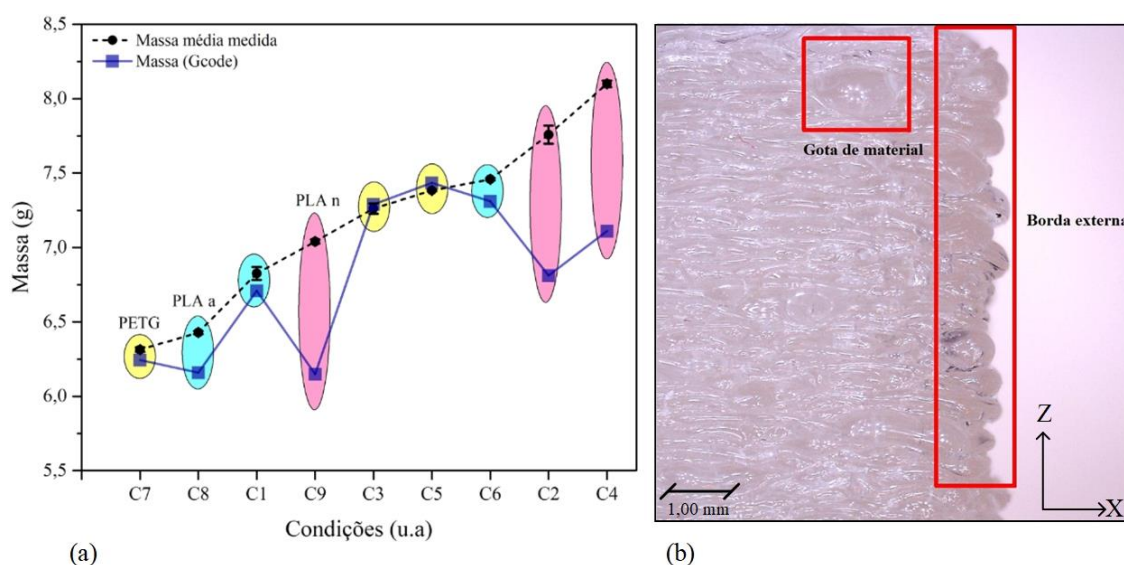 8,5
8,0
7,5
7,0
6,5
6,0
5,5
Massa (g)
Massa média medida
Massa (Gcode)
PETG
PLA a
PLA n
C7 C8 C1 C9 C3 C5 C6 C2 C4
Condições (u.a)
(a)
Gota de material
Borda externa
1,00 mm
Z
X
(b)